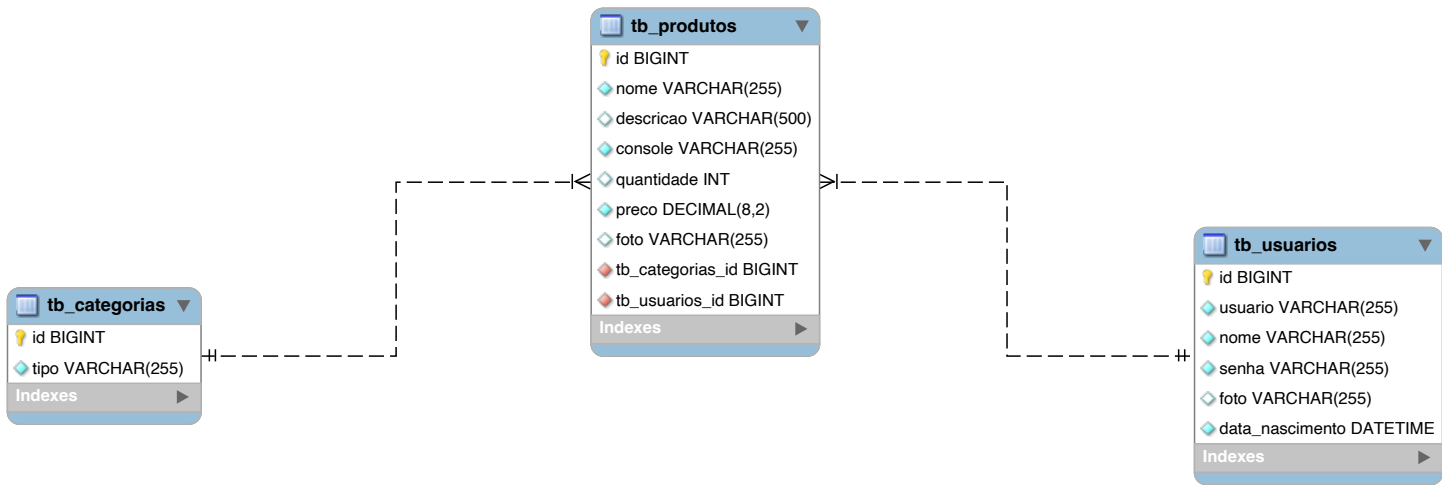 tb_produtos
id BIGINT
nome VARCHAR(255)
descricao VARCHAR(500)
console VARCHAR(255)
quantidade INT
preco DECIMAL(8,2)
foto VARCHAR(255)
tb_categorias_id BIGINT
tb_usuarios_id BIGINT
Indexes
tb_categorias
id BIGINT
tipo VARCHAR(255)
Indexes
tb_usuarios
id BIGINT
usuario VARCHAR(255)
nome VARCHAR(255)
senha VARCHAR(255)
foto VARCHAR(255)
data_nascimento DATETIME
Indexes